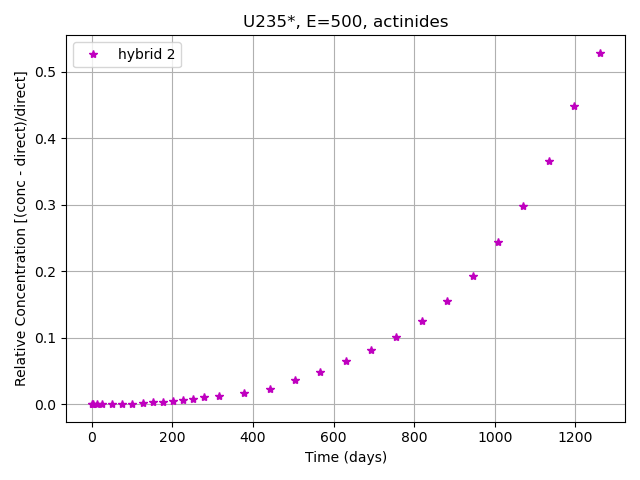 U235*, E=500, actinides
hybrid 2
Relative Concentration [(conc - direct)/direct]
0.5
0.4
0.3
0.2
0.1
0.0
0 200 400 600 800 1000 1200
Time (days)